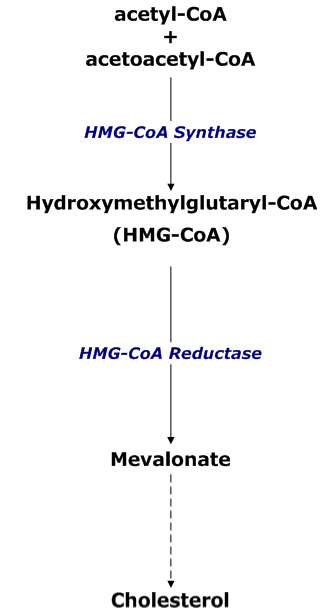 acetyl-CoA
+
acetoacetyl-CoA
HMG-CoA Synthase
Hydroxymethylglutaryl-CoA
(HMG-CoA)
HMG-CoA Reductase
Mevalonate
Cholesterol